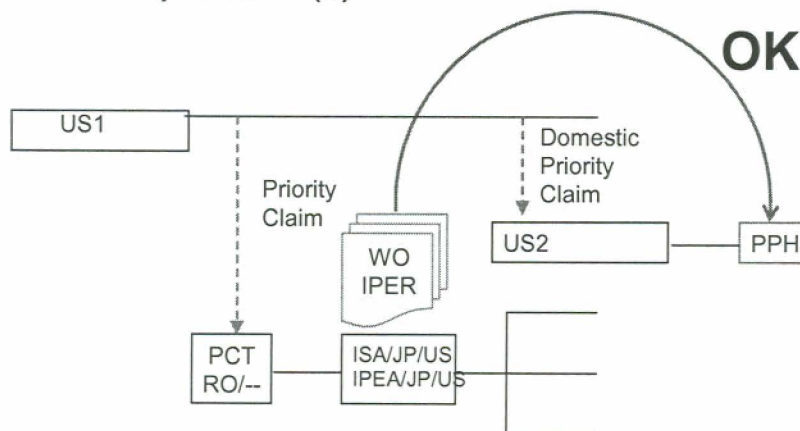 OK
US1
Domestic
Priority
Claim
Priority
Claim
US2
PPH
WO
IPER
PCT
RO/--
ISA/JP/US
IPEA/JP/US